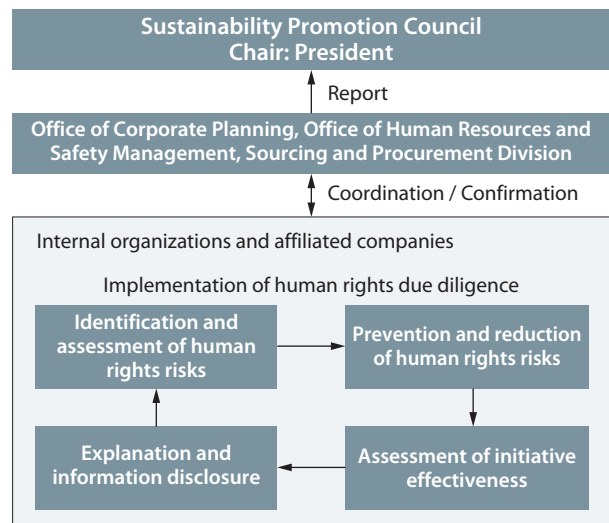 Sustainability Promotion Council
Chair: President
Report
Office of Corporate Planning, Office of Human Resources and
Safety Management, Sourcing and Procurement Division
Coordination / Confirmation
Internal organizations and affiliated companies
Implementation of human rights due diligence
Identification and
assessment of human
rights risks
Prevention and reduction
of human rights risks
Explanation and
information disclosure
Assessment of initiative
effectiveness